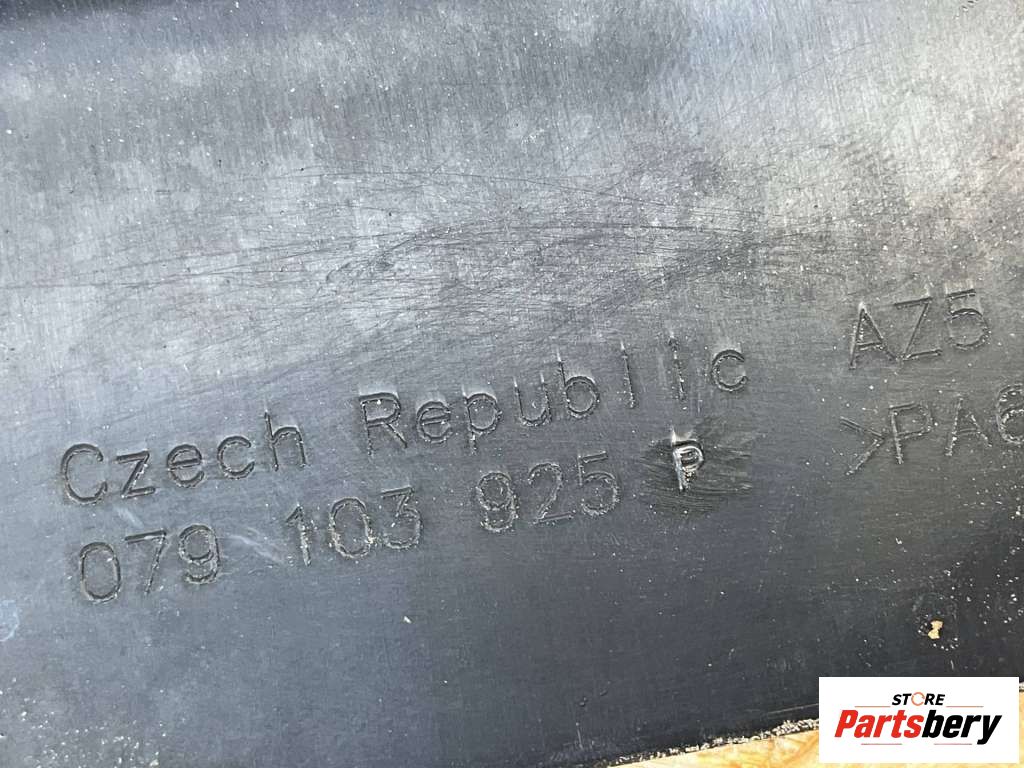 AZ5
Czech Republic
>PA6
079 103 925 P
STORE
Partsbery